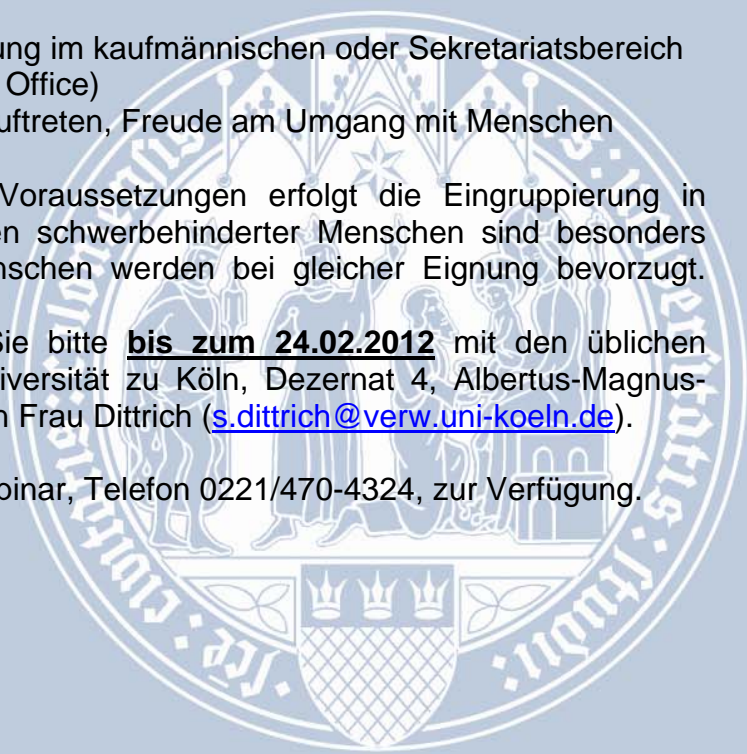 ung im kaufmännischen oder Sekretariatsbereich
Office)
uftreten, Freude am Umgang mit Menschen
Voraussetzungen erfolgt die Eingruppierung in
en schwerbehinderter Menschen sind besonders
nschen werden bei gleicher Eignung bevorzugt.
Sie bitte bis zum 24.02.2012 mit den üblichen
iversität zu Köln, Dezernat 4, Albertus-Magnus-
n Frau Dittrich (s.dittrich@verw.uni-koeln.de).
pinar, Telefon 0221/470-4324, zur Verfügung.